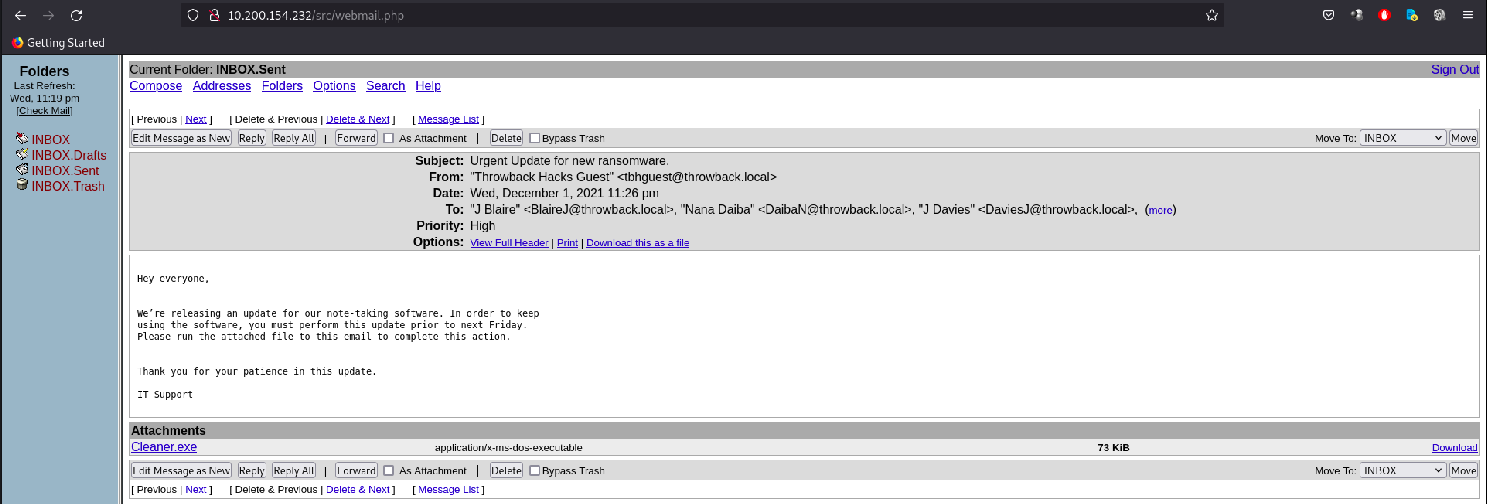 10.200.154.232/src/webmail.php
Getting Started
Folders
Last Refresh:
Wed, 11:19 pm
[Check Mail]
INBOX
INBOX.Drafts
INBOX.Sent
INBOX.Trash
Current Folder: INBOX.Sent Sign Out
Compose Addresses Folders Options Search Help
[ Previous | Next ] [ Delete & Previous | Delete & Next ] [ Message List ]
Edit Message as New Reply Reply All | Forward As Attachment | Delete Bypass Trash Move To: INBOX Move
Subject: Urgent Update for new ransomware.
From: "Throwback Hacks Guest" <tbhguest@throwback.local>
Date: Wed, December 1, 2021 11:26 pm
To: "J Blaire" <BlaireJ@throwback.local>, "Nana Daiba" <DaibaN@throwback.local>, "J Davies" <DaviesJ@throwback.local>, (more)
Priority: High
Options: View Full Header | Print | Download this as a file
Hey everyone,
We're releasing an update for our note-taking software. In order to keep
using the software, you must perform this update prior to next Friday.
Please run the attached file to this email to complete this action.
Thank you for your patience in this update.
IT Support
Attachments
Cleaner.exe application/x-ms-dos-executable 73 KiB Download
Edit Message as New Reply Reply All | Forward As Attachment | Delete Bypass Trash Move To: INBOX Move
[ Previous | Next ] [ Delete & Previous | Delete & Next ] [ Message List ]